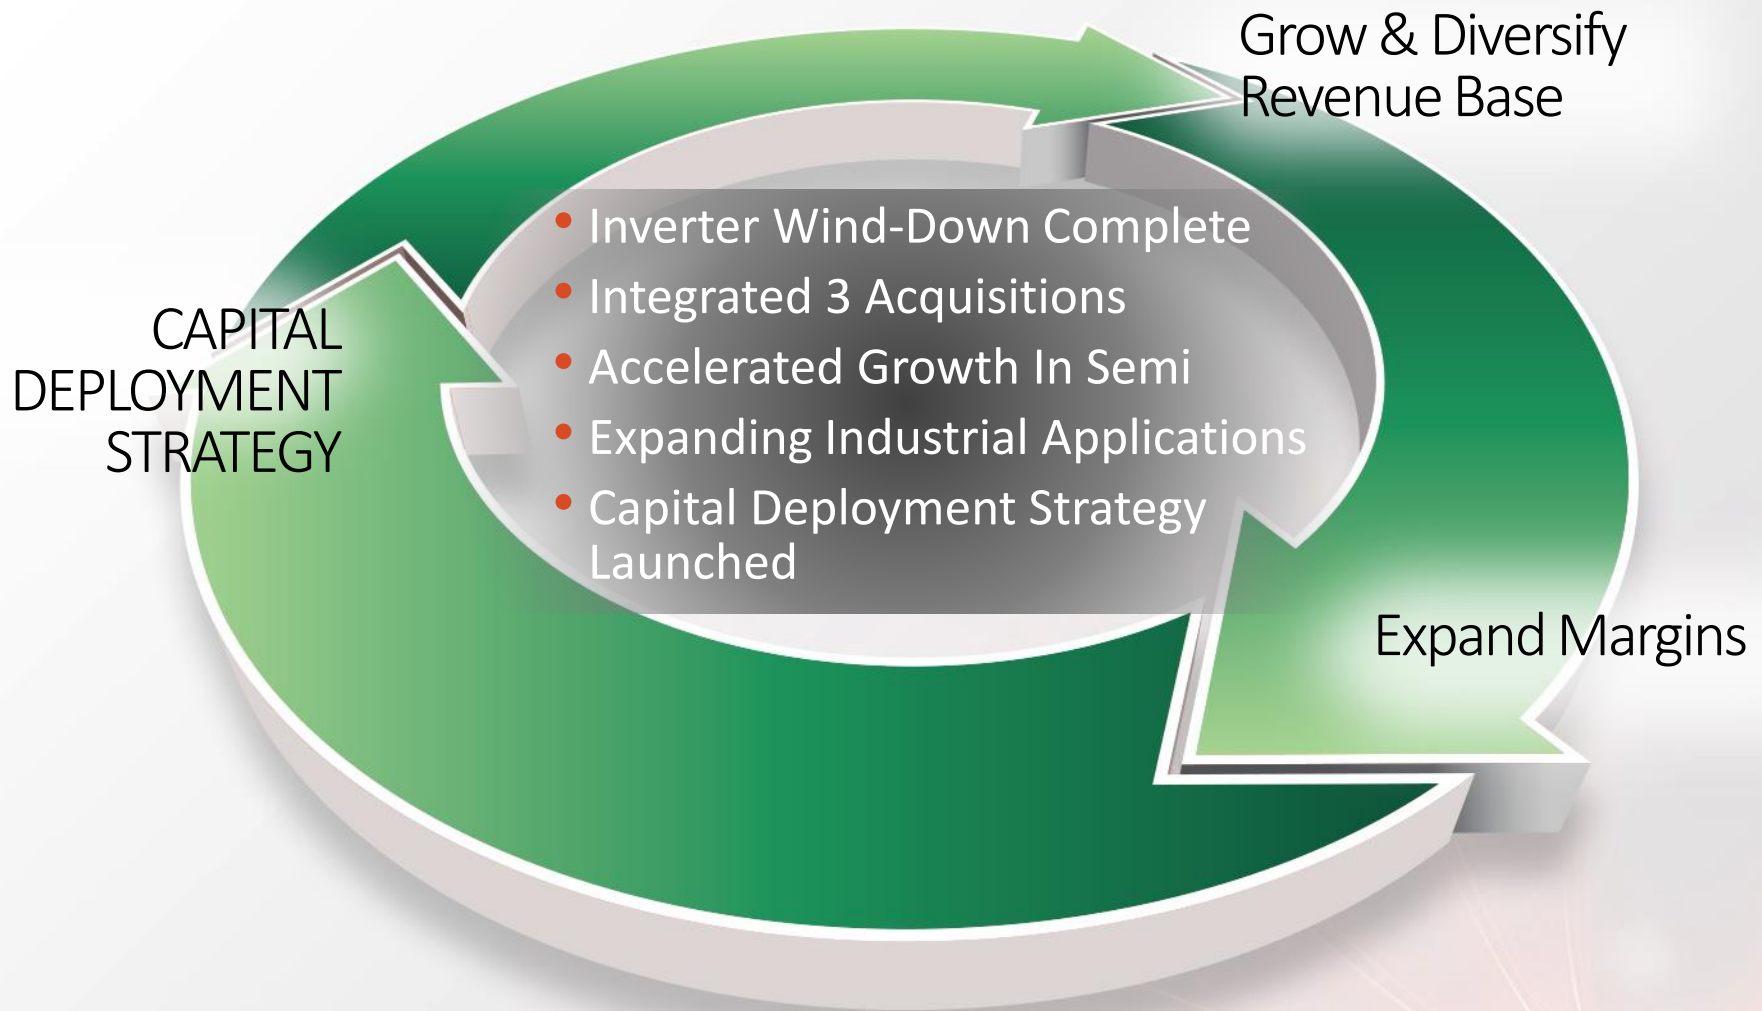 Grow & Diversify
Revenue Base
• Inverter Wind-Down Complete
• Integrated 3 Acquisitions
• Accelerated Growth In Semi
• Expanding Industrial Applications
• Capital Deployment Strategy
Launched
CAPITAL
DEPLOYMENT
STRATEGY
Expand Margins